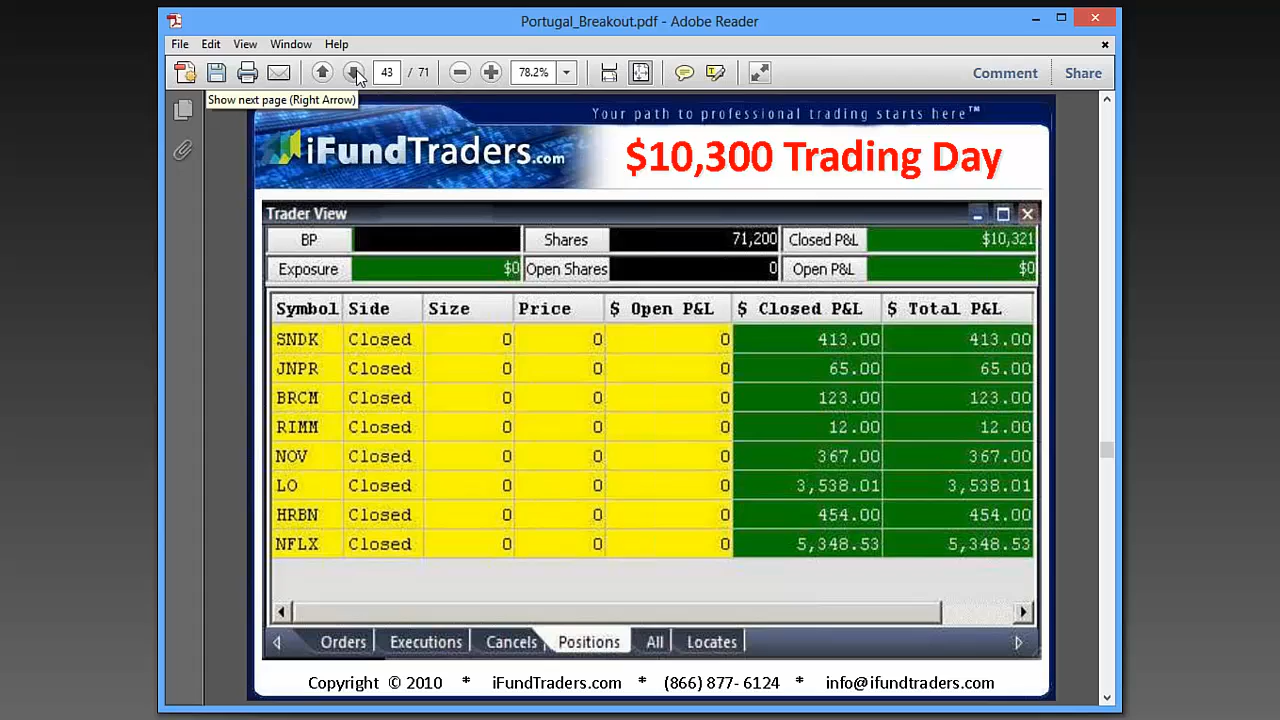 Portugal_Breakout.pdf - Adobe Reader
File Edit View Window Help
43 / 71 78.2% Comment Share
Show next page (Right Arrow)
Your path to professional trading starts here™
iFundTraders.com
$10,300 Trading Day
Trader View
BP Shares 71,200 Closed P&L $10,321
Exposure $0 Open Shares 0 Open P&L $0
Symbol Side Size Price $ Open P&L $ Closed P&L $ Total P&L
SNDK Closed 0 0 0 413.00 413.00
JNPR Closed 0 0 0 65.00 65.00
BRCM Closed 0 0 0 123.00 123.00
RIMM Closed 0 0 0 12.00 12.00
NOV Closed 0 0 0 367.00 367.00
LO Closed 0 0 0 3,538.01 3,538.01
HRBN Closed 0 0 0 454.00 454.00
NFLX Closed 0 0 0 5,348.53 5,348.53
Orders Executions Cancels Positions All Locates
Copyright © 2010 * iFundTraders.com * (866) 877- 6124 * info@ifundtraders.com